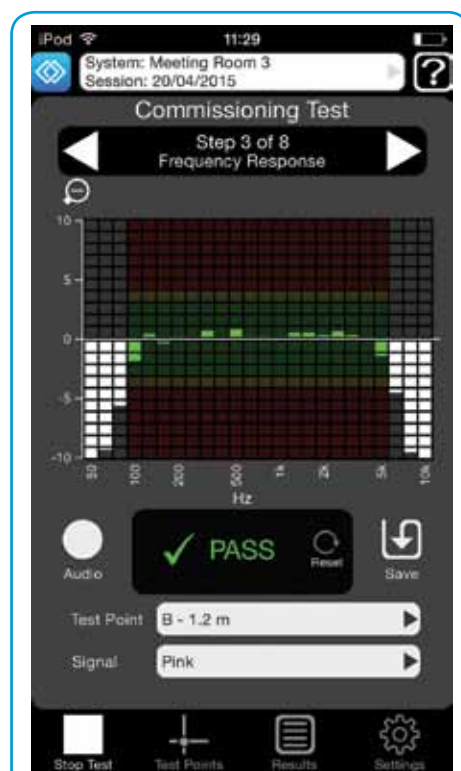 iPod 11:29
System: Meeting Room 3
Session: 20/04/2015
?
Commissioning Test
Step 3 of 8
Frequency Response
10
5
0
-5
-10
50 100 200 500 1k 2k 5k 10k
Hz
PASS
Reset
Audio
Save
Test Point B - 1.2 m
Signal Pink
Stop Test Test Points Results Settings